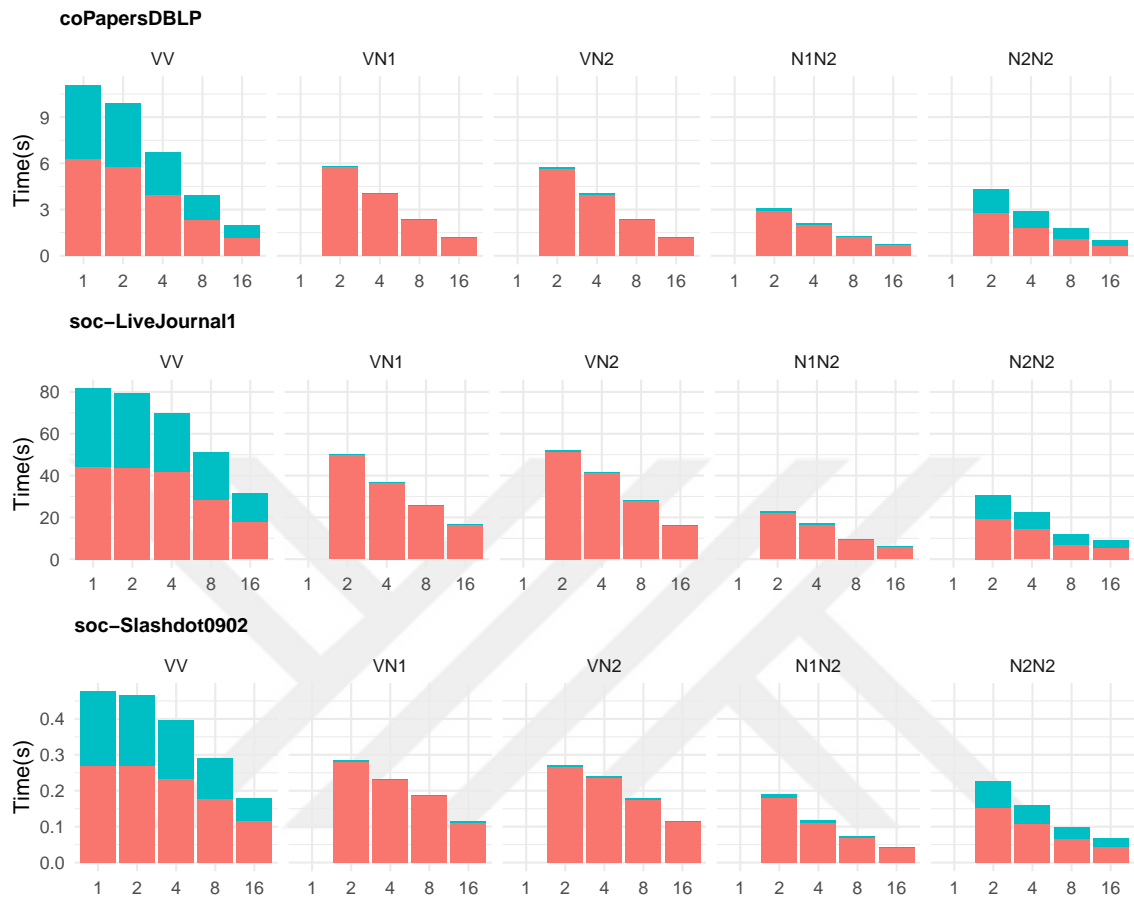 coPapersDBLP
VV VN1 VN2 N1N2 N2N2
Time(s)
9
6
3
0
1 2 4 8 16 1 2 4 8 16 1 2 4 8 16 1 2 4 8 16 1 2 4 8 16
soc−LiveJournal1
VV VN1 VN2 N1N2 N2N2
Time(s)
80
60
40
20
0
1 2 4 8 16 1 2 4 8 16 1 2 4 8 16 1 2 4 8 16 1 2 4 8 16
soc−Slashdot0902
VV VN1 VN2 N1N2 N2N2
Time(s)
0.4
0.3
0.2
0.1
0.0
1 2 4 8 16 1 2 4 8 16 1 2 4 8 16 1 2 4 8 16 1 2 4 8 16